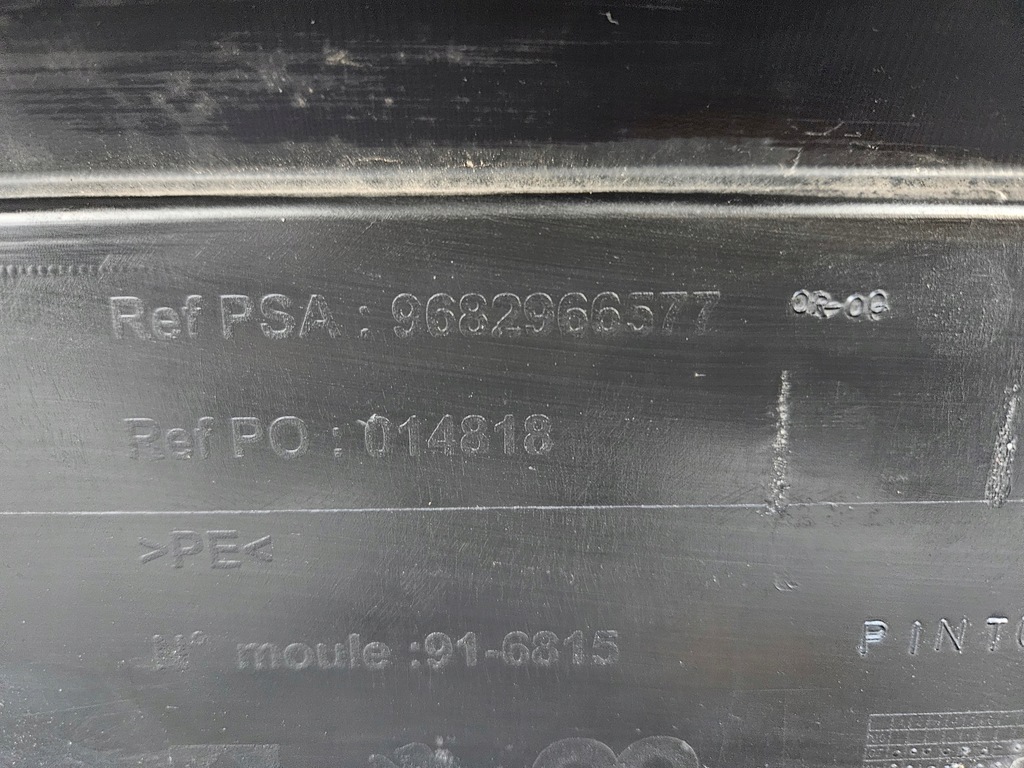 Ref PSA : 9682966577
Ref PO : 014818
>PE<
N° moule :91-6815